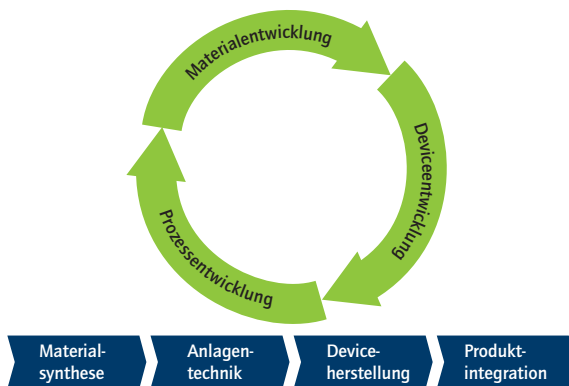 Materialentwicklung
Deviceentwicklung
Prozessentwicklung
Material-
synthese
Anlagen-
technik
Device-
herstellung
Produkt-
integration